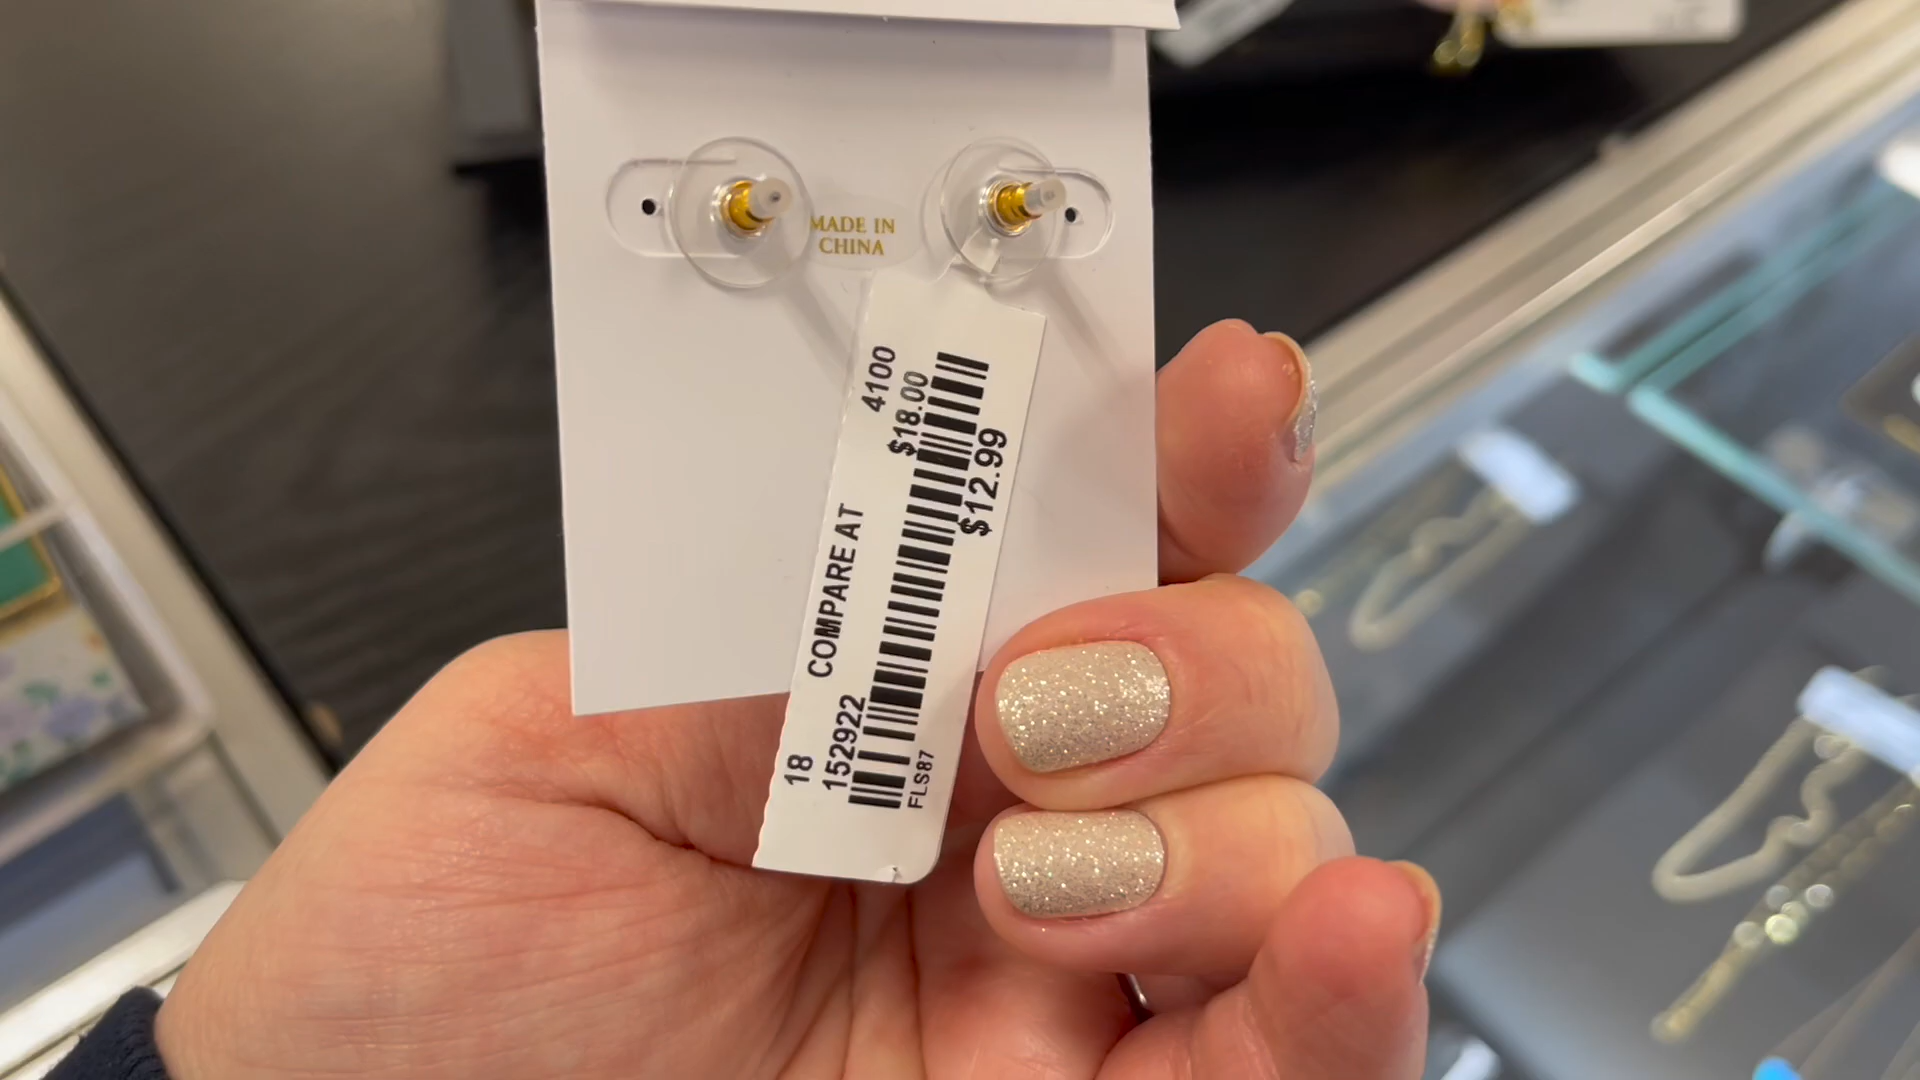 MADE IN
CHINA
18 COMPARE AT 4100
152922 $18.00
$12.99
FLS87